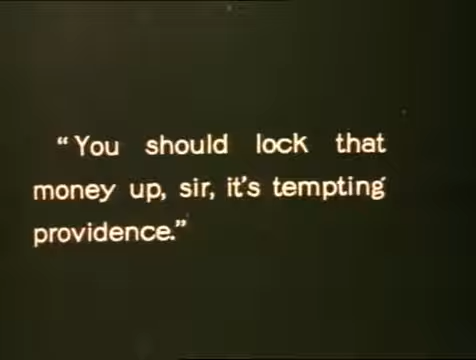 “You should lock that
money up, sir, it’s tempting
providence.”